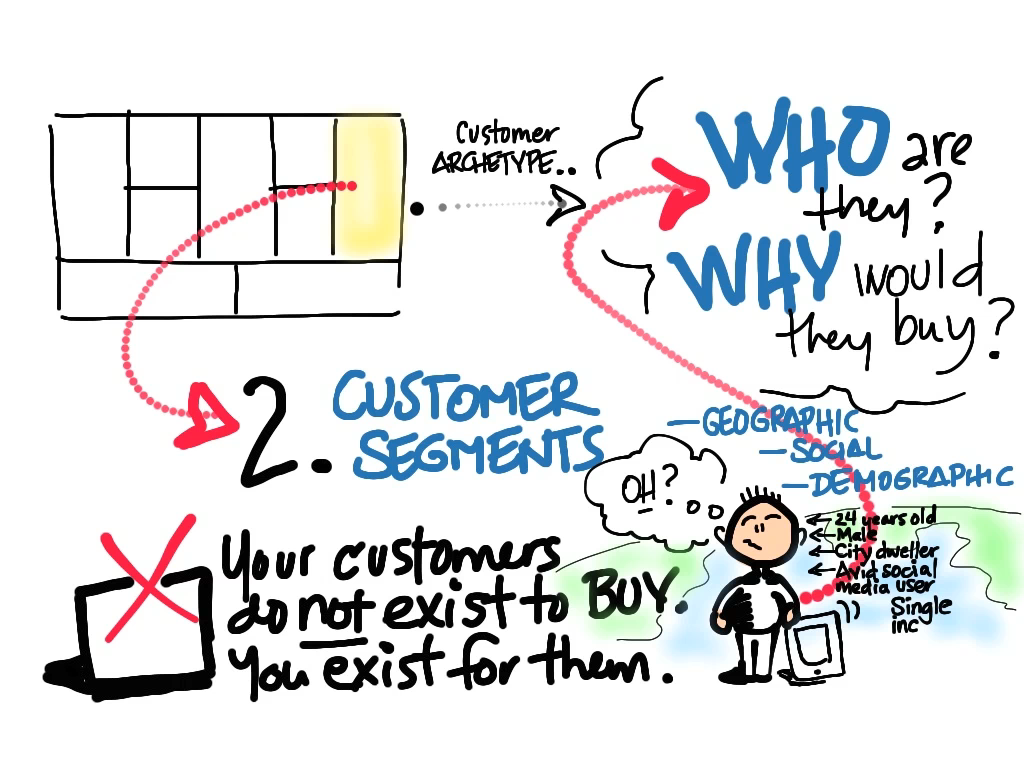 Customer
ARCHETYPE..
WHO are
they?
WHY would
they buy?
2. CUSTOMER
SEGMENTS
—GEOGRAPHIC
—SOCIAL
—DEMOGRAPHIC
OH?
24 years old
Male
City dweller
Avid social
media user
Single
inc
Your customers
do not exist to BUY.
You exist for them.